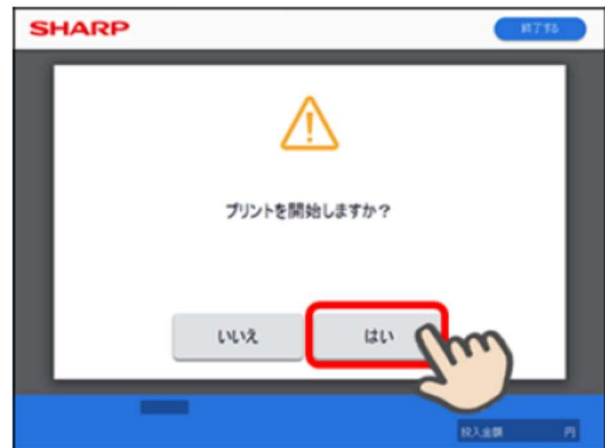 SHARP
終了する
プリントを開始しますか？
いいえ
はい
投入金額 円